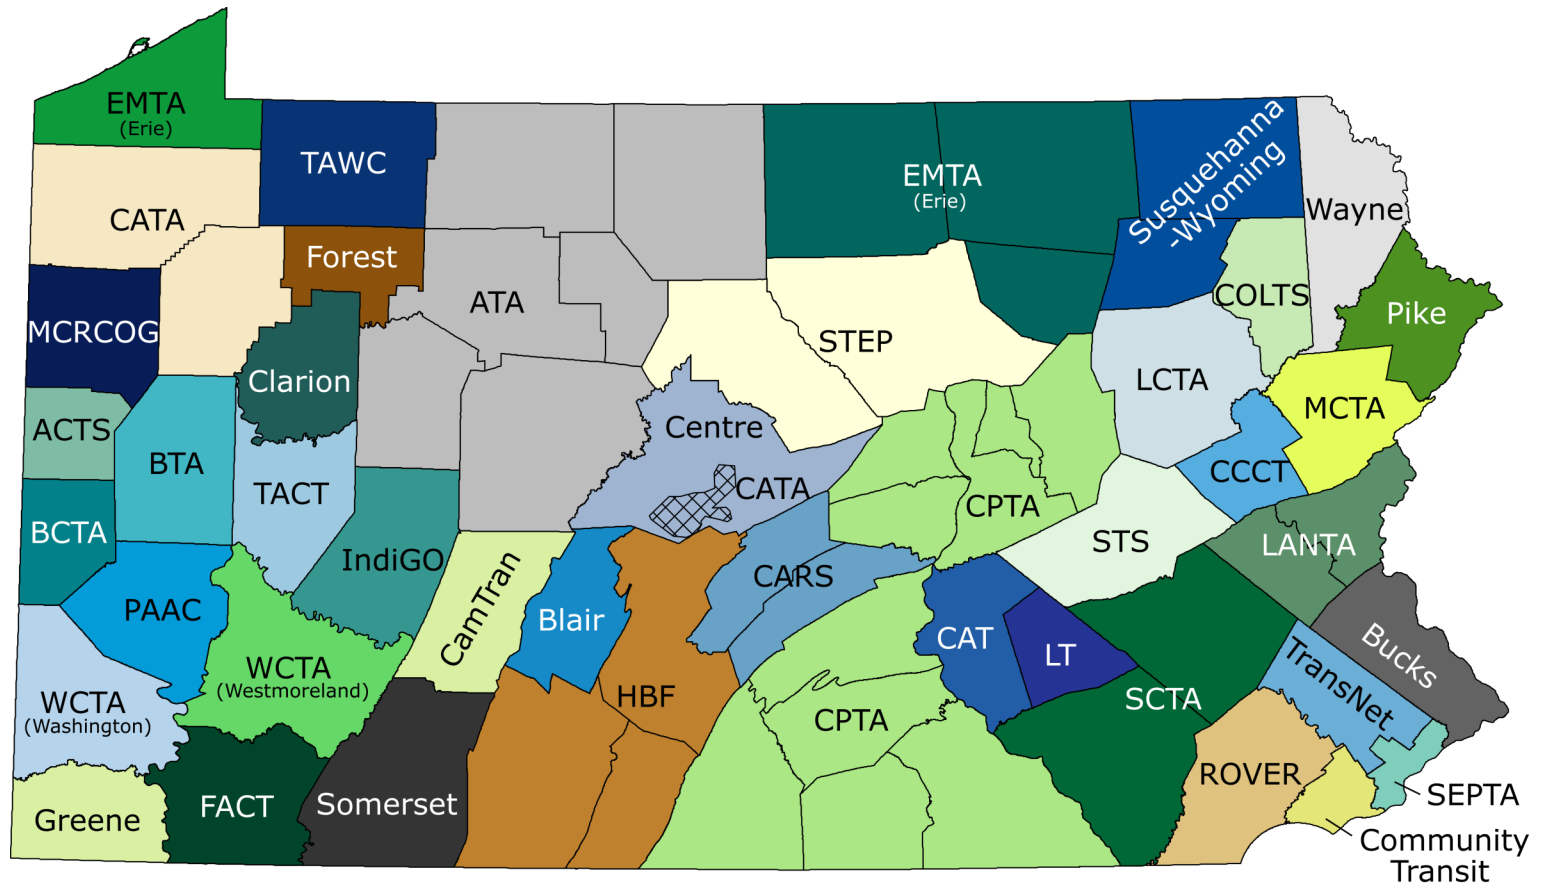 EMTA
(Erie)
TAWC
CATA
Forest
MCRCOG
ATA
EMTA
(Erie)
Susquehanna
-Wyoming
Wayne
COLTS
Pike
STEP
Clarion
LCTA
MCTA
ACTS
BTA
Centre
CATA
CCCT
TACT
CPTA
BCTA
IndiGO
STS
LANTA
CARS
PAAC
CamTran
Blair
CAT
LT
Bucks
WCTA
(Westmoreland)
TransNet
WCTA
(Washington)
HBF
CPTA
SCTA
ROVER
SEPTA
Greene
FACT
Somerset
Community
Transit